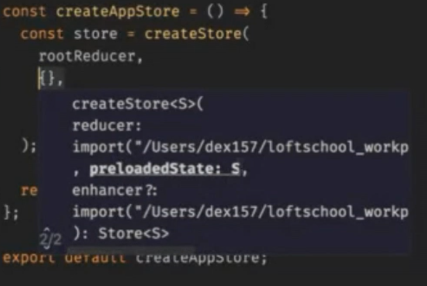 const createAppStore = () => {
const store = createStore(
rootReducer,
{},
createStore<S>(
reducer:
);
import("/Users/dex157/loftschool_workp
, preloadedState: S,
re
enhancer?:
};
import("/Users/dex157/loftschool_workp
2/2
): Store<S>
export default createAppStore;